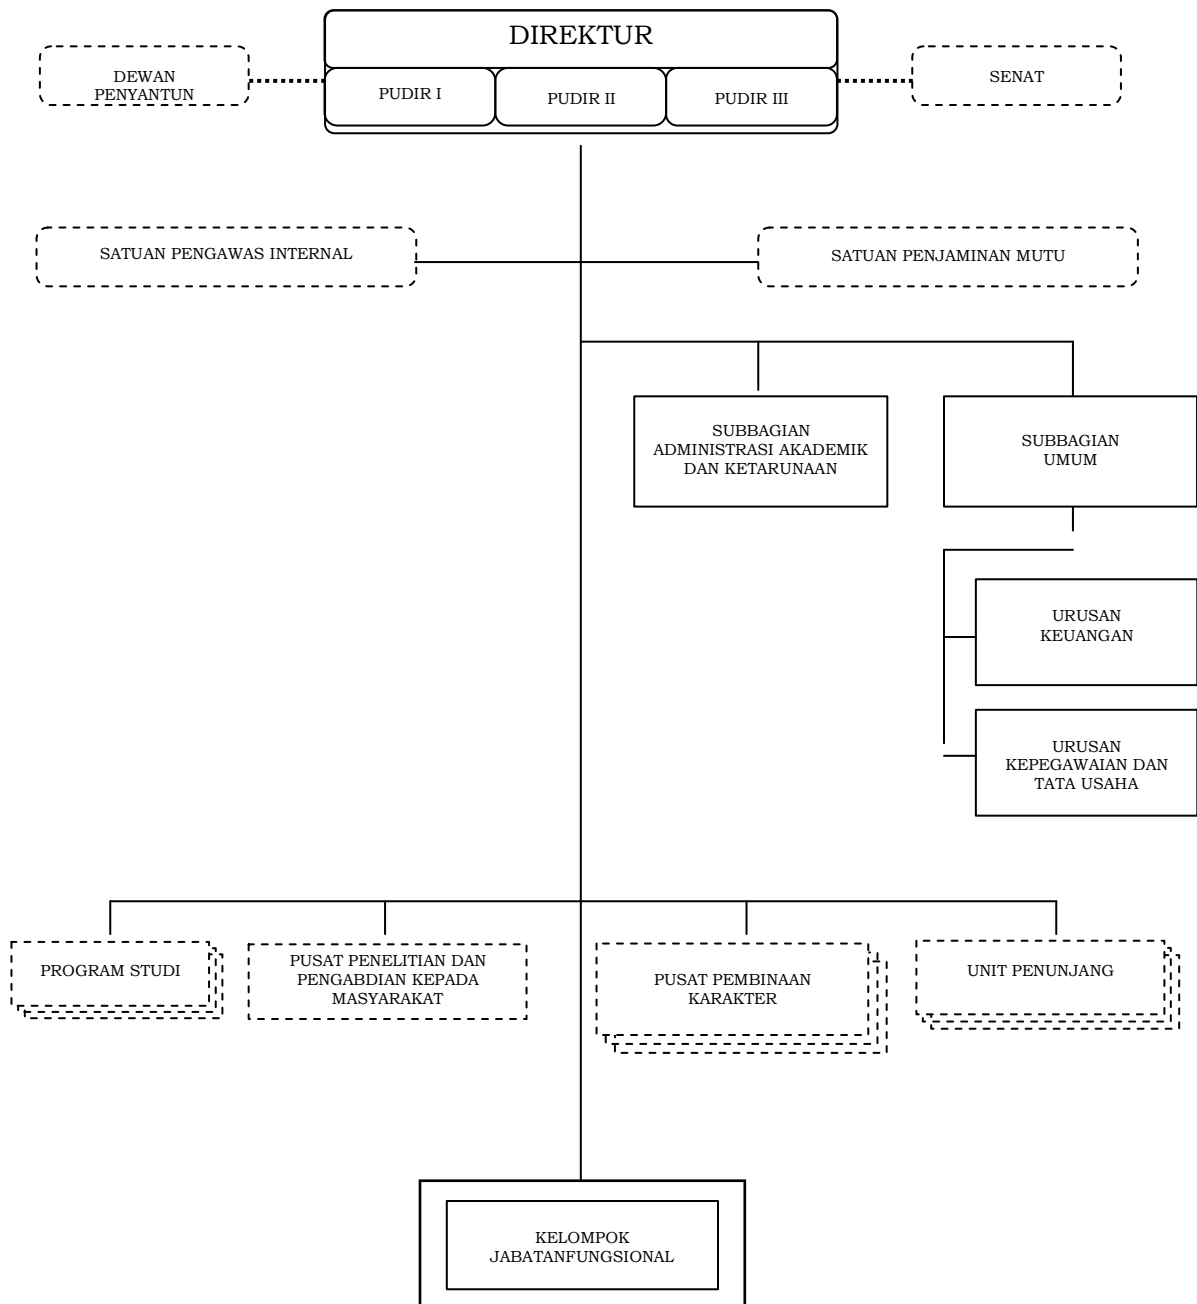 DIREKTUR
DEWAN
PENYANTUN
PUDIR I
PUDIR II
PUDIR III
SENAT
SATUAN PENGAWAS INTERNAL
SATUAN PENJAMINAN MUTU
SUBBAGIAN
ADMINISTRASI AKADEMIK
DAN KETARUNAAN
SUBBAGIAN
UMUM
URUSAN
KEUANGAN
URUSAN
KEPEGAWAIAN DAN
TATA USAHA
PROGRAM STUDI
PUSAT PENELITIAN DAN
PENGABDIAN KEPADA
MASYARAKAT
PUSAT PEMBINAAN
KARAKTER
UNIT PENUNJANG
KELOMPOK
JABATANFUNGSIONAL